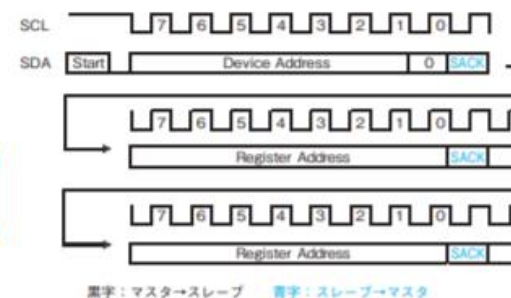 SCL 7 6 5 4 3 2 1 0
SDA Start Device Address 0 SACK
7 6 5 4 3 2 1 0
Register Address SACK
7 6 5 4 3 2 1 0
Register Address SACK
黒字：マスタ→スレーブ 青字：スレーブ→マスタ